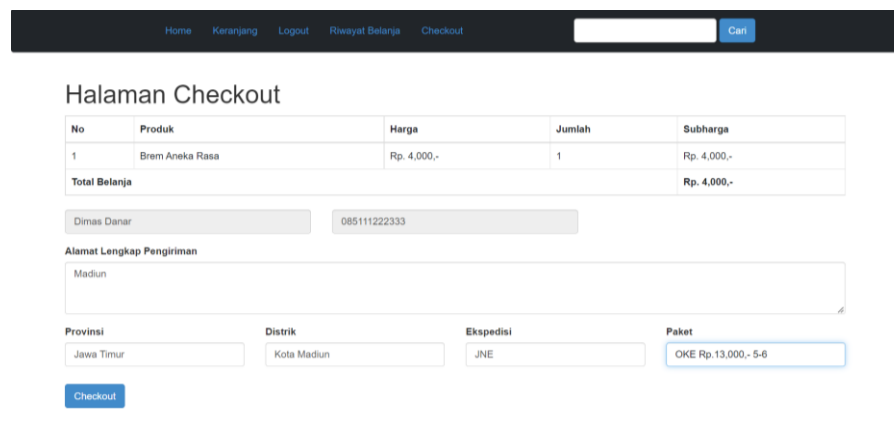 Home Keranjang Logout Riwayat Belanja Checkout Cari
Halaman Checkout
No Produk Harga Jumlah Subharga
1 Brem Aneka Rasa Rp. 4,000,- 1 Rp. 4,000,-
Total Belanja Rp. 4,000,-
Dimas Danar 085111222333
Alamat Lengkap Pengiriman
Madiun
Provinsi Distrik Ekspedisi Paket
Jawa Timur Kota Madiun JNE OKE Rp.13,000,- 5-6
Checkout